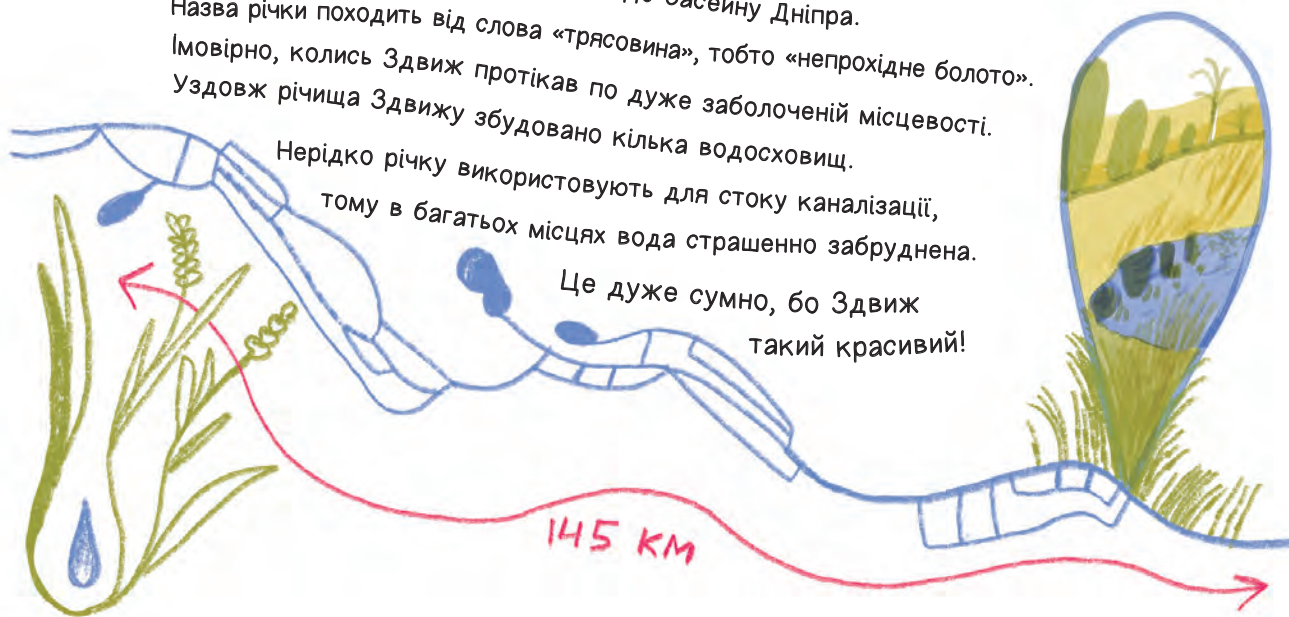 басейну Дніпра.
Назва річки походить від слова «трясовина», тобто «непрохідне болото».
Імовірно, колись Здвиж протікав по дуже заболоченій місцевості.
Уздовж річища Здвижу збудовано кілька водосховищ.
Нерідко річку використовують для стоку каналізації,
тому в багатьох місцях вода страшенно забруднена.
Це дуже сумно, бо Здвиж
такий красивий!
145 КМ